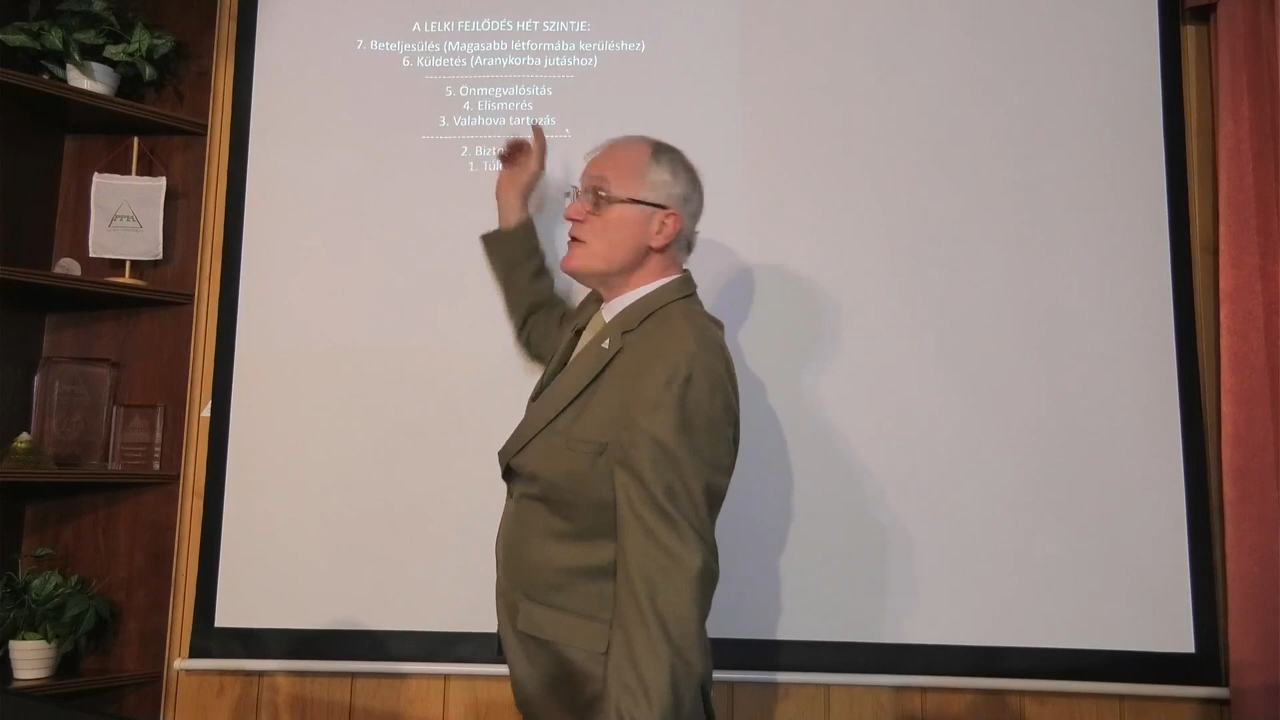 A LELKI FEJLŐDÉS HÉT SZINTJE:
7. Beteljesülés (Magasabb létformába kerüléshez)
6. Küldetés (Aranykorba jutáshoz)
5. Önmegvalósítás
4. Elismerés
3. Valahova tartozás
2.
1.